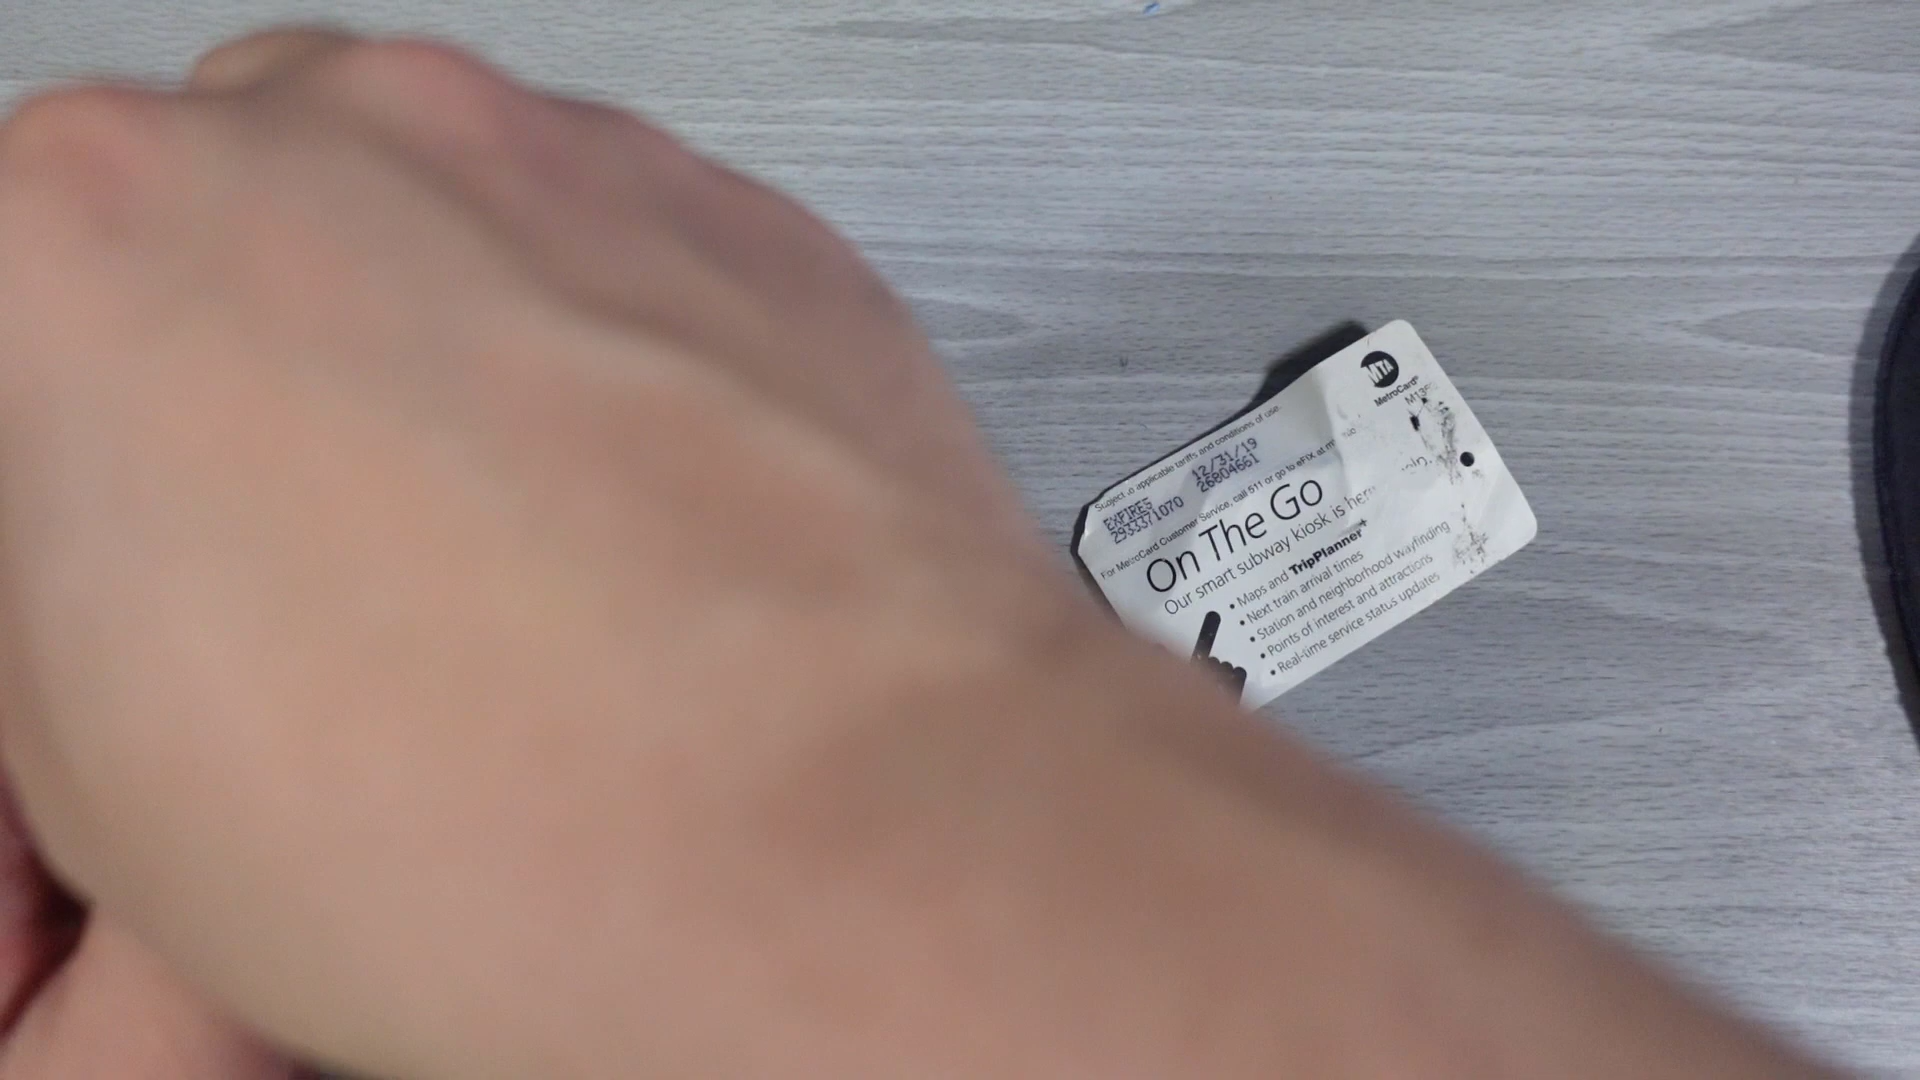 MTA
MetroCard®
Subject to applicable tariffs and conditions of use.
EXPIRES 12/31/19
2933371070 26804661
For MetroCard Customer Service, call 511 or go to eFIX at
On The Go
Our smart subway kiosk is here
• Maps and TripPlanner+
• Next train arrival times
• Station and neighborhood wayfinding
• Points of interest and attractions
• Real-time service status updates